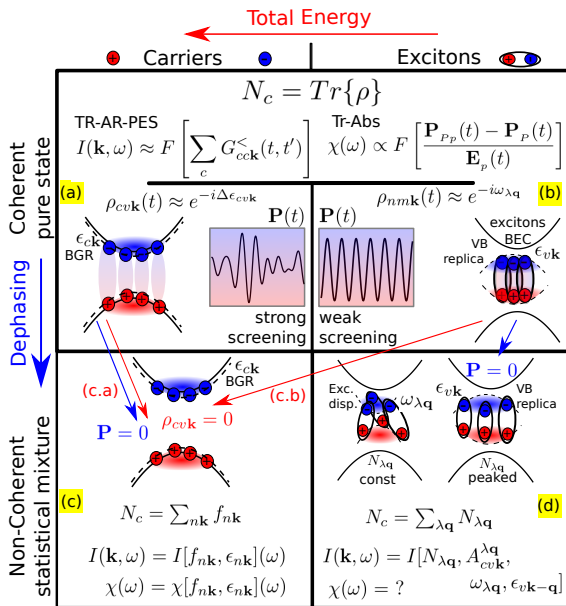 Total Energy
Carriers
Excitons
Dephasing
Coherent
pure state
Non-Coherent
statistical mixture
N_c = Tr{ρ}
TR-AR-PES
I(k, ω) ≈ F [ ∑_c G^<_{cck}(t, t′) ]
Tr-Abs
χ(ω) ∝ F [ (P_{Pp}(t) − P_P(t)) / E_p(t) ]
(a)
(b)
ρ_{cvk}(t) ≈ e^{−iΔϵ_{cvk}}
ρ_{nmk}(t) ≈ e^{−iω_{λq}}
ϵ_{ck}
BGR
P(t)
P(t)
excitons
BEC
VB
replica
ϵ_{vk}
strong
screening
weak
screening
(c.a)
P = 0
ρ_{cvk} = 0
(c.b)
ϵ_{ck}
BGR
P = 0
Exc.
disp.
ω_{λq}
ϵ_{vk}
VB
replica
N_{λq}
const
N_{λq}
peaked
(c)
(d)
N_c = ∑_{nk} f_{nk}
I(k, ω) = I[f_{nk}, ϵ_{nk}](ω)
χ(ω) = χ[f_{nk}, ϵ_{nk}](ω)
N_c = ∑_{λq} N_{λq}
I(k, ω) = I[N_{λq}, A^{λq}_{cvk},
χ(ω) = ? ω_{λq}, ϵ_{vk−q}]